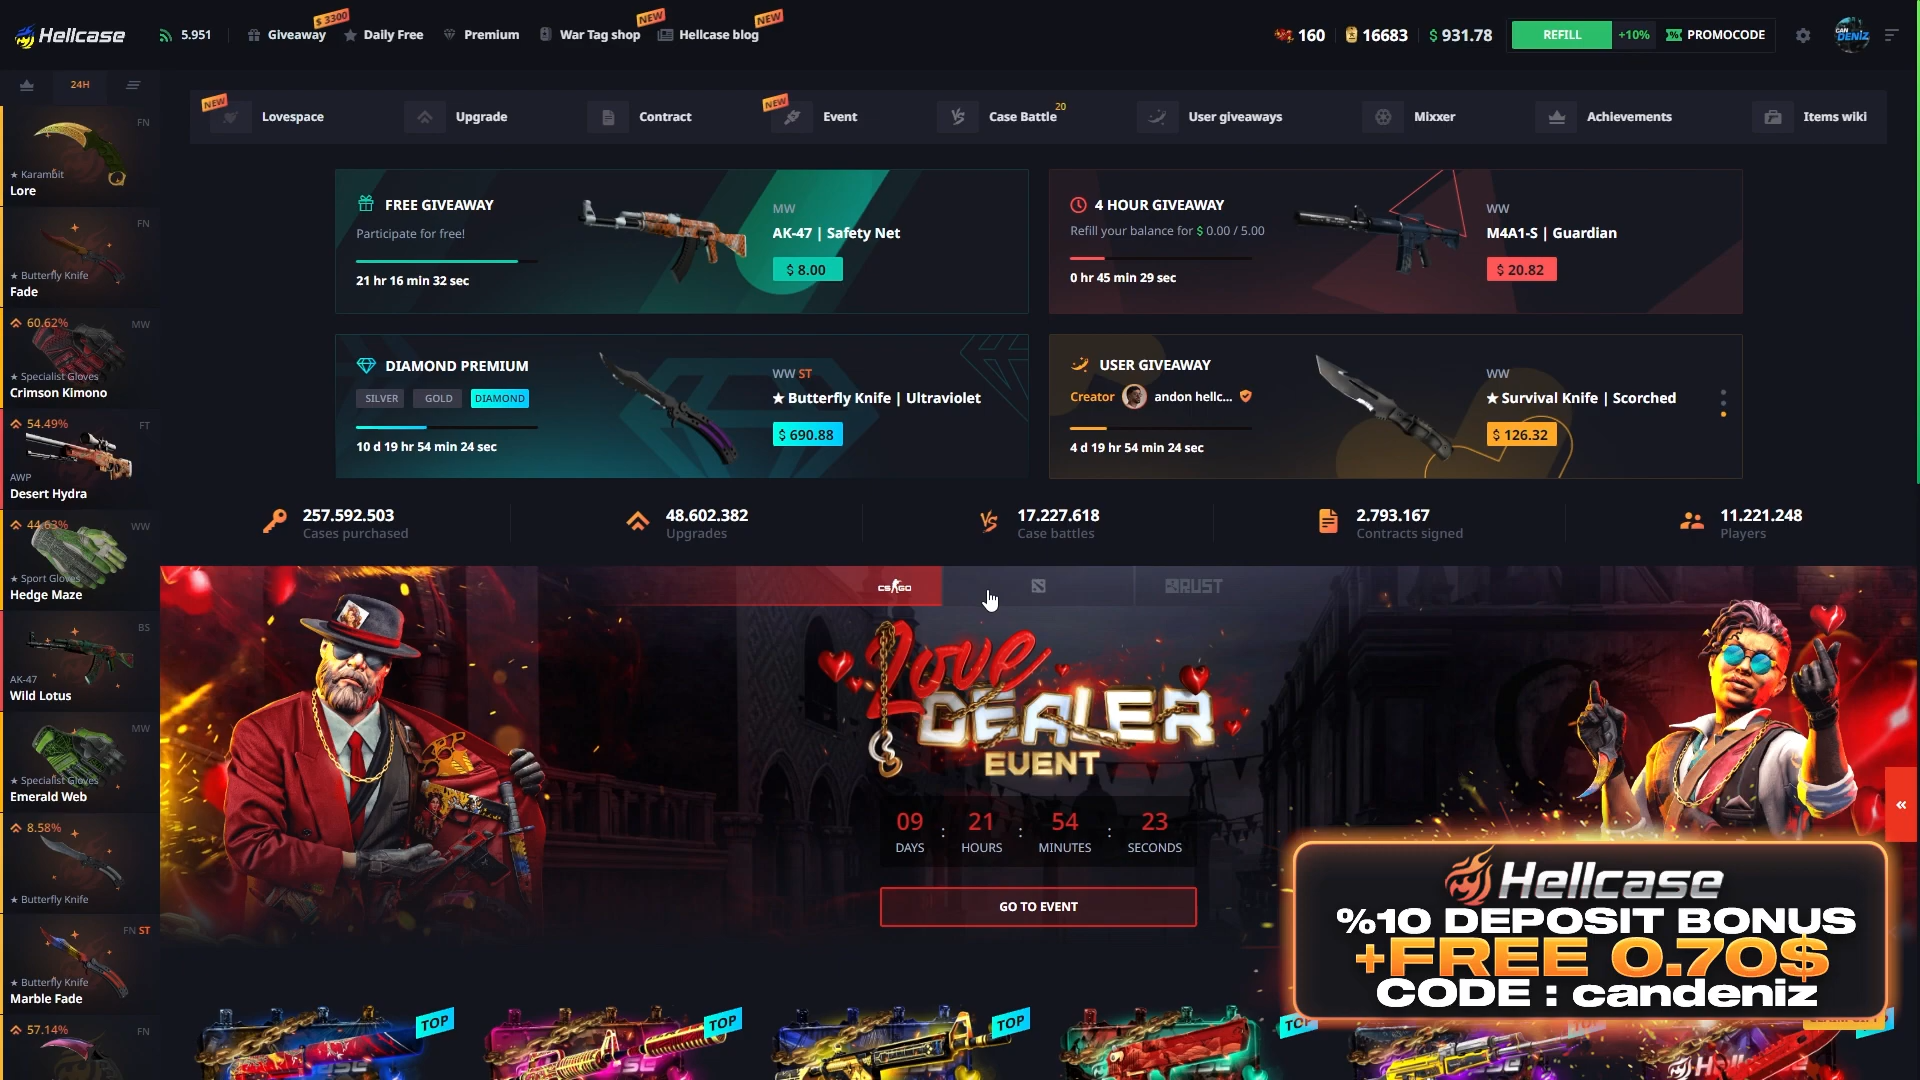 Hellcase
5.951
Giveaway
$ 3300
Daily Free
Premium
War Tag shop
NEW
Hellcase blog
NEW
160
16683
$ 931.78
REFILL
+10%
PROMOCODE
CAN
DENİZ
24H
NEW
Lovespace
Upgrade
Contract
NEW
Event
Case Battle
20
User giveaways
Mixxer
Achievements
Items wiki
FN
★ Karambit
Lore
FN
★ Butterfly Knife
Fade
60.62%
MW
★ Specialist Gloves
Crimson Kimono
54.49%
FT
AWP
Desert Hydra
44.63%
WW
★ Sport Gloves
Hedge Maze
BS
AK-47
Wild Lotus
MW
★ Specialist Gloves
Emerald Web
8.58%
★ Butterfly Knife
FN ST
★ Butterfly Knife
Marble Fade
57.14%
FN
FREE GIVEAWAY
Participate for free!
21 hr 16 min 32 sec
MW
AK-47 | Safety Net
$ 8.00
4 HOUR GIVEAWAY
Refill your balance for $ 0.00 / 5.00
0 hr 45 min 29 sec
WW
M4A1-S | Guardian
$ 20.82
DIAMOND PREMIUM
SILVER
GOLD
DIAMOND
10 d 19 hr 54 min 24 sec
WW ST
★ Butterfly Knife | Ultraviolet
$ 690.88
USER GIVEAWAY
Creator
andon hellc...
4 d 19 hr 54 min 24 sec
WW
★ Survival Knife | Scorched
$ 126.32
257.592.503
Cases purchased
48.602.382
Upgrades
VS
17.227.618
Case battles
2.793.167
Contracts signed
11.221.248
Players
CS:GO
RUST
Love
DEALER
EVENT
09 : 21 : 54 : 23
DAYS HOURS MINUTES SECONDS
GO TO EVENT
«
Hellcase
%10 DEPOSIT BONUS
+FREE 0.70$
CODE : candeniz
TOP
TOP
TOP